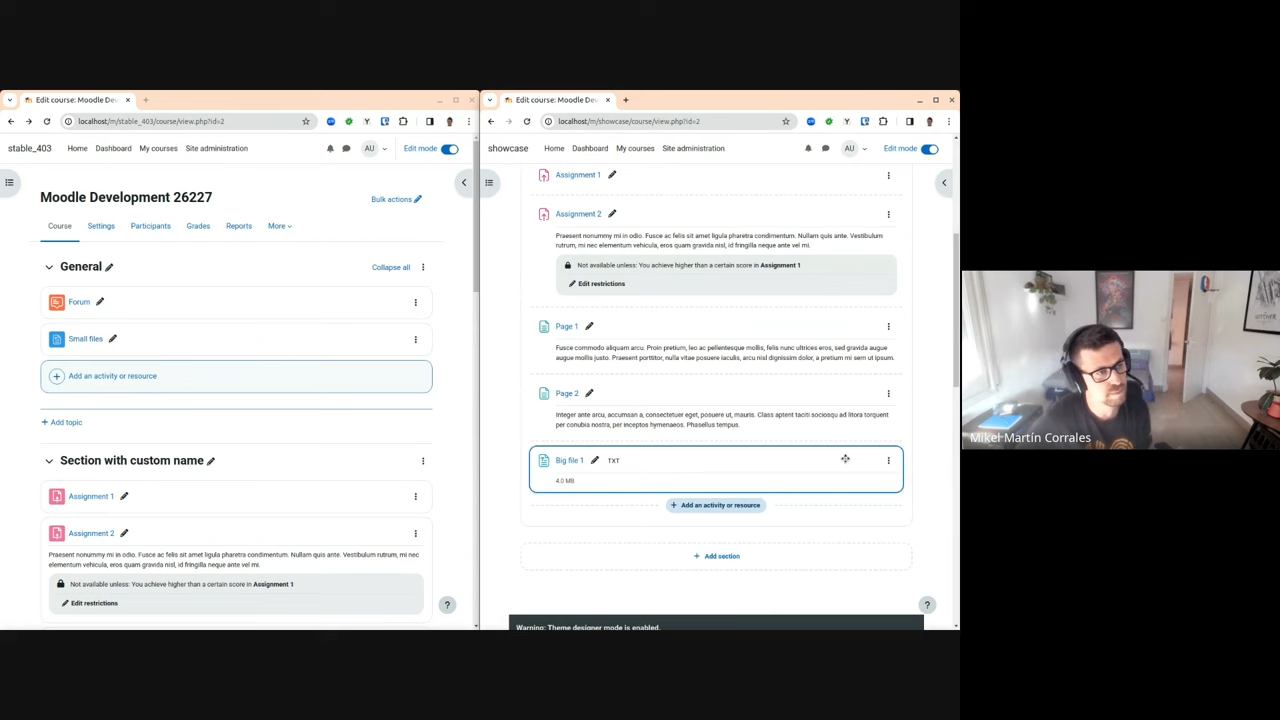 Edit course: Moodle Dev
localhost/m/stable_403/course/view.php?id=2
stable_403
Home
Dashboard
My courses
Site administration
AU
Edit mode
Moodle Development 26227
Bulk actions
Course
Settings
Participants
Grades
Reports
More
General
Collapse all
Forum
Small files
Add an activity or resource
Add topic
Section with custom name
Assignment 1
Assignment 2
Praesent nonummy mi in odio. Fusce ac felis sit amet ligula pharetra condimentum. Nullam quis ante. Vestibulum rutrum, mi nec
elementum vehicula, eros quam gravida nisl, id fringilla neque ante vel mi.
Not available unless: You achieve higher than a certain score in Assignment 1
Edit restrictions
?
Edit course: Moodle Dev
localhost/m/showcase/course/view.php?id=2
showcase
Home
Dashboard
My courses
Site administration
AU
Edit mode
Assignment 1
Assignment 2
Praesent nonummy mi in odio. Fusce ac felis sit amet ligula pharetra condimentum. Nullam quis ante. Vestibulum
rutrum, mi nec elementum vehicula, eros quam gravida nisl, id fringilla neque ante vel mi.
Not available unless: You achieve higher than a certain score in Assignment 1
Edit restrictions
Page 1
Fusce commodo aliquam arcu. Proin pretium, leo ac pellentesque mollis, felis nunc ultrices eros, sed gravida augue
augue mollis justo. Praesent porttitor, nulla vitae posuere iaculis, arcu nisl dignissim dolor, a pretium mi sem ut ipsum.
Page 2
Integer ante arcu, accumsan a, consectetuer eget, posuere ut, mauris. Class aptent taciti sociosqu ad litora torquent
per conubia nostra, per inceptos hymenaeos. Phasellus tempus.
Big file 1
TXT
4.0 MB
Add an activity or resource
Add section
?
Warning: Theme designer mode is enabled.
Mikel Martín Corrales